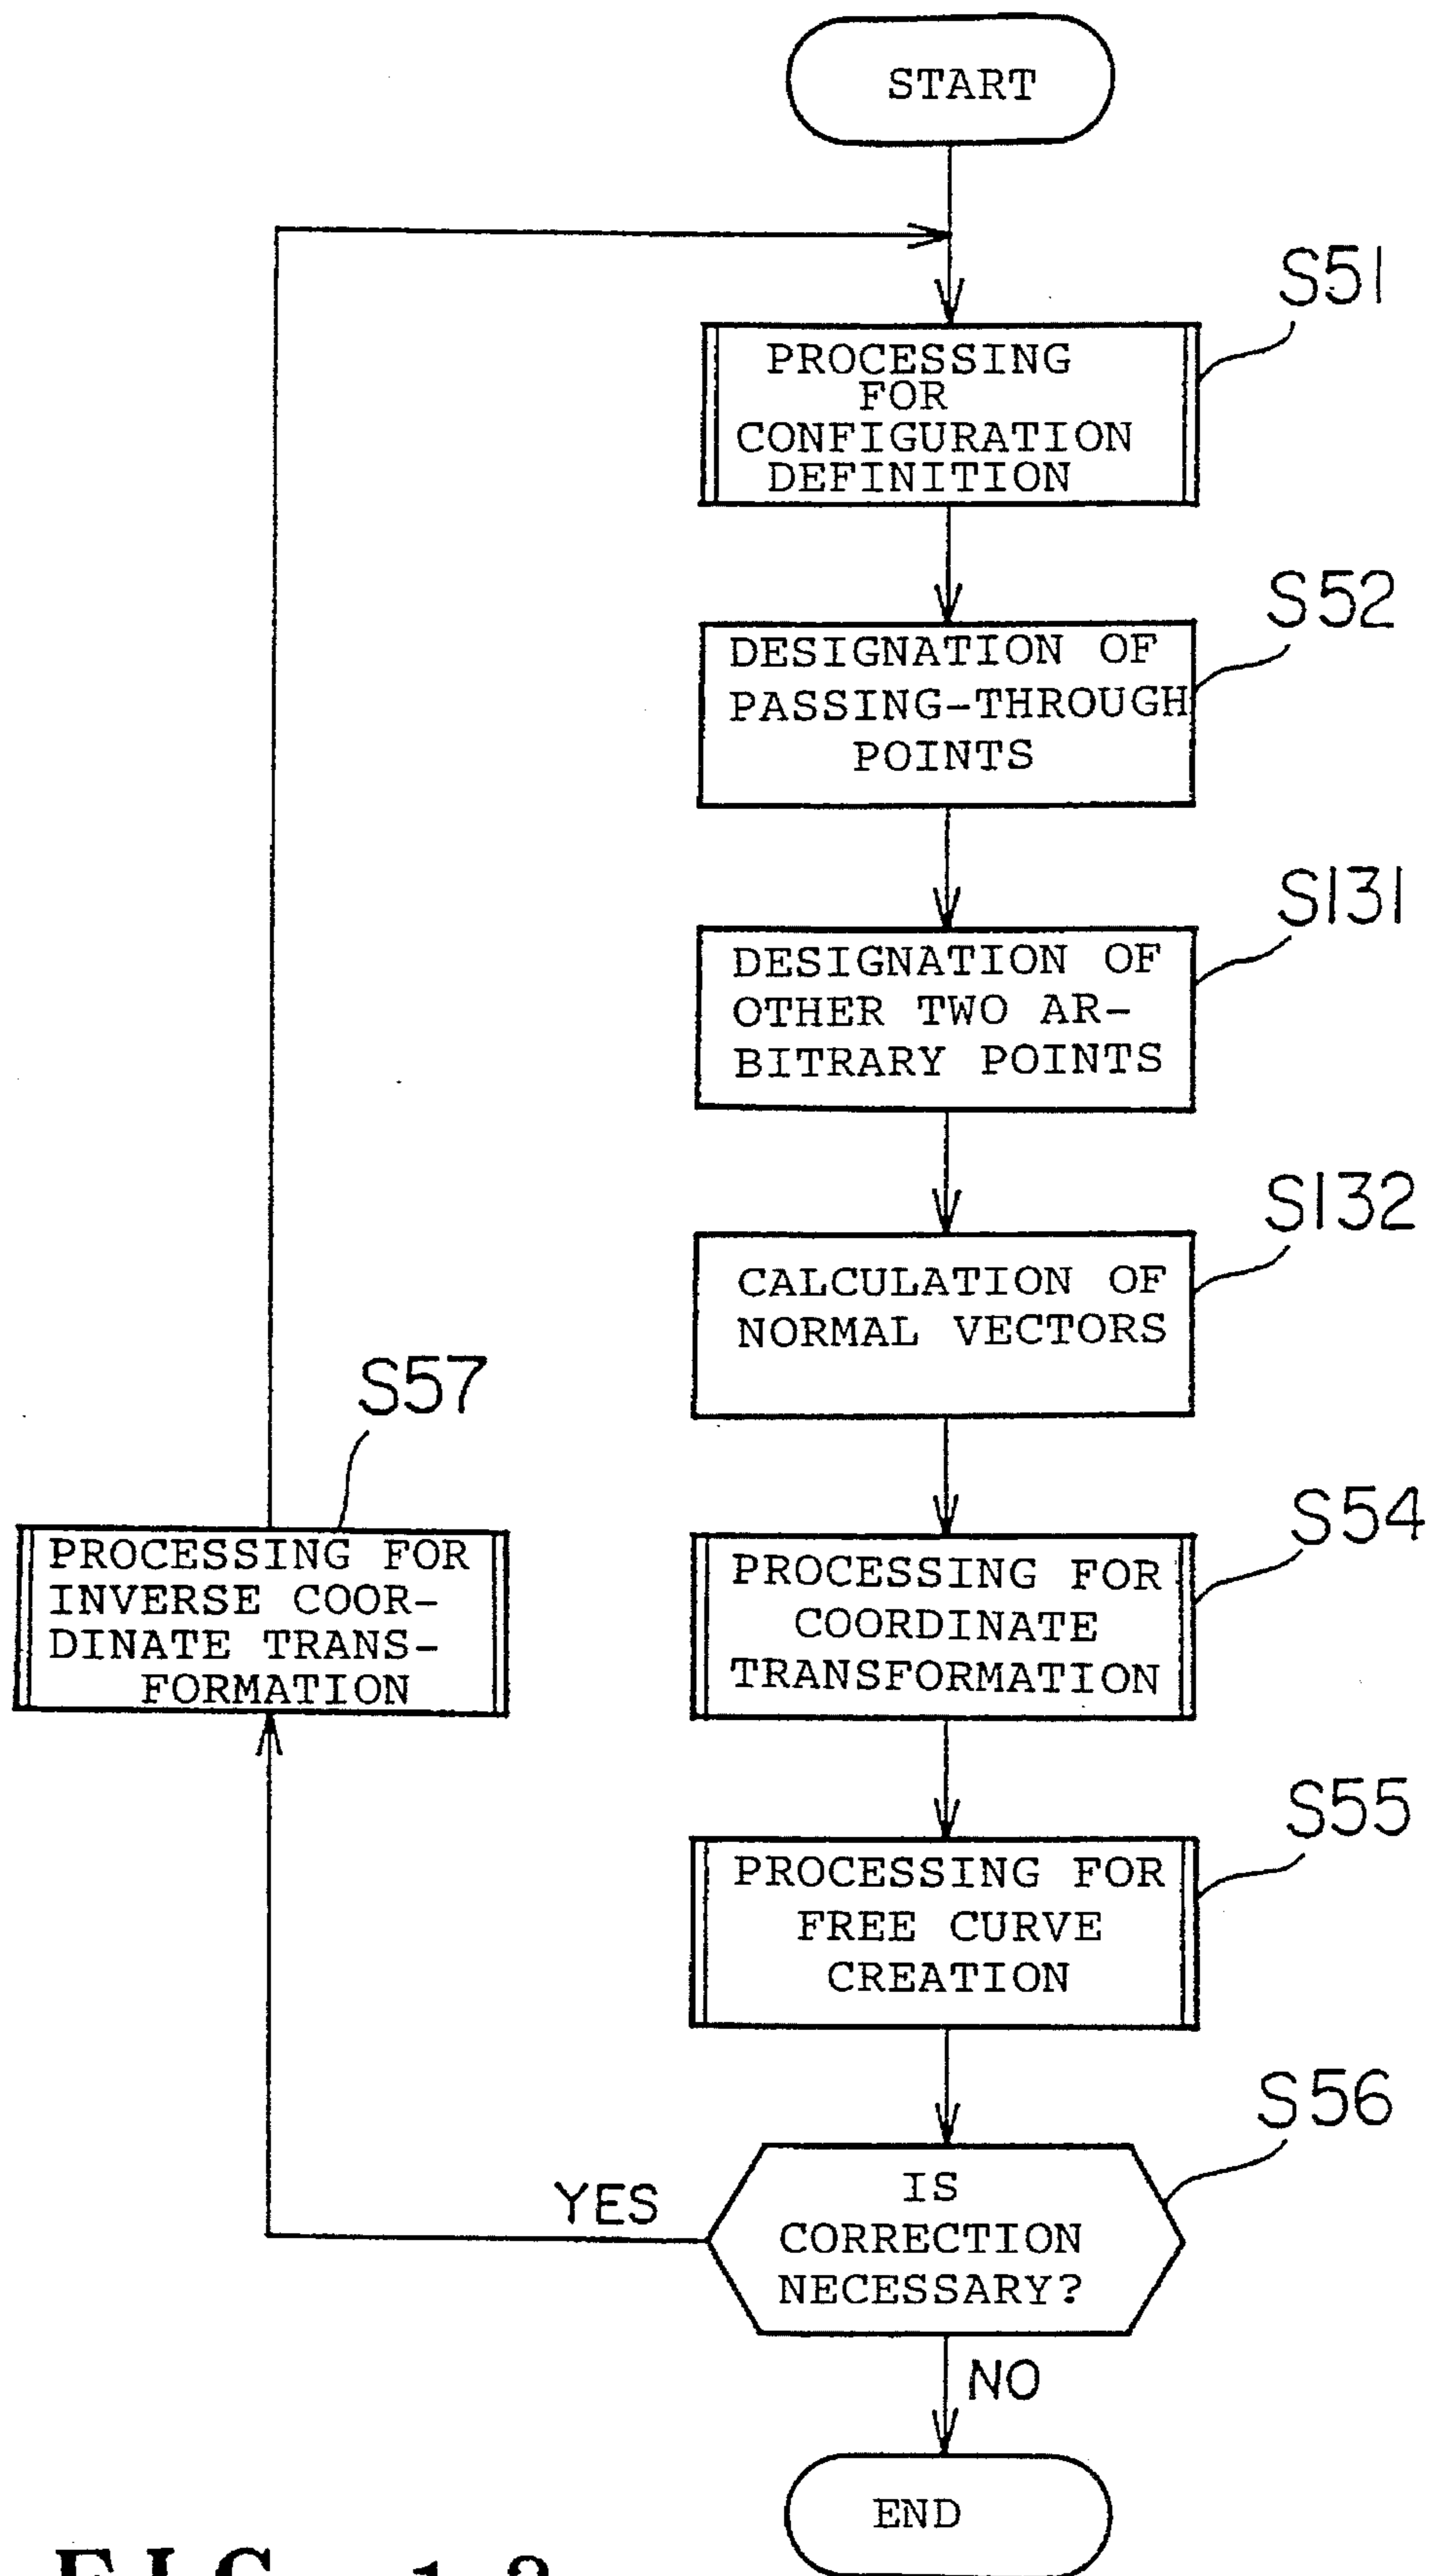 START
S51
PROCESSING
FOR
CONFIGURATION
DEFINITION
S52
DESIGNATION OF
PASSING-THROUGH
POINTS
S131
DESIGNATION OF
OTHER TWO AR-
BITRARY POINTS
S132
CALCULATION OF
NORMAL VECTORS
S57
PROCESSING FOR
INVERSE COOR-
DINATE TRANS-
FORMATION
S54
PROCESSING FOR
COORDINATE
TRANSFORMATION
S55
PROCESSING FOR
FREE CURVE
CREATION
S56
IS
CORRECTION
NECESSARY?
YES
NO
END